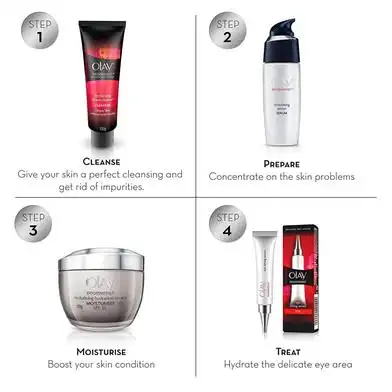 STEP
1
OLAY
CLEANSE
Give your skin a perfect cleansing and
get rid of impurities.
STEP
2
PREPARE
Concentrate on the skin problems
STEP
3
OLAY
MOISTURISER
MOISTURISE
Boost your skin condition
STEP
4
OLAY
OLAY
TREAT
Hydrate the delicate eye area